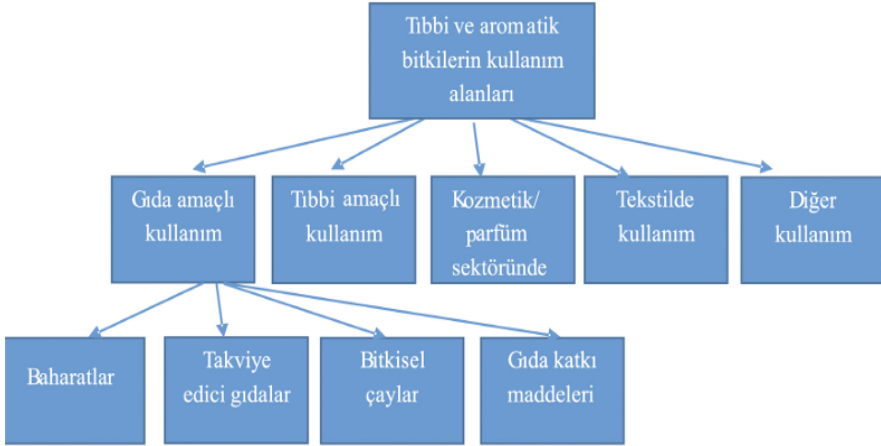 Tıbbi ve aromatik
bitkilerin kullanım
alanları
Gıda amaçlı
kullanım
Tıbbi amaçlı
kullanım
Kozmetik/
parfüm
sektöründe
Tekstilde
kullanım
Diğer
kullanım
Baharatlar
Takviye
edici gıdalar
Bitkisel
çaylar
Gıda katkı
maddeleri